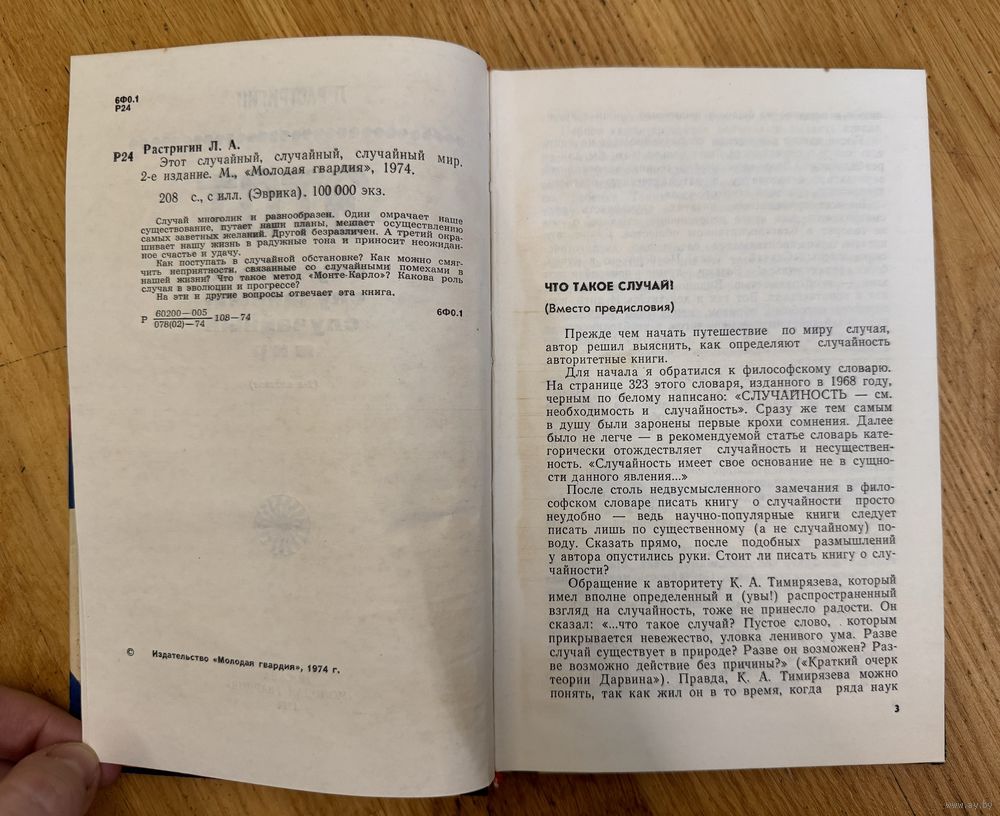 6Ф0.1
Р24
Р24 Растригин Л. А.
Этот случайный, случайный, случайный мир.
2-е издание. М., «Молодая гвардия», 1974.
208 с., с илл. (Эврика). 100 000 экз.
Случай многолик и разнообразен. Один омрачает наше
существование, путает наши планы, мешает осуществлению
самых заветных желаний. Другой безразличен. А третий окра-
шивает нашу жизнь в радужные тона и приносит неожидан-
ное счастье и удачу.
Как поступать в случайной обстановке? Как можно смяг-
чить неприятности, связанные со случайными помехами в
нашей жизни? Что такое метод «Монте-Карло»? Какова роль
случая в эволюции и прогрессе?
На эти и другие вопросы отвечает эта книга.
Р 60200—005
078(02)—74 108—74 6Ф0.1
© Издательство «Молодая гвардия», 1974 г.
ЧТО ТАКОЕ СЛУЧАЙ?
(Вместо предисловия)
Прежде чем начать путешествие по миру случая,
автор решил выяснить, как определяют случайность
авторитетные книги.
Для начала я обратился к философскому словарю.
На странице 323 этого словаря, изданного в 1968 году,
черным по белому написано: «СЛУЧАЙНОСТЬ — см.
необходимость и случайность». Сразу же тем самым
в душу были заронены первые крохи сомнения. Далее
было не легче — в рекомендуемой статье словарь кате-
горически отождествляет случайность и несущественн-
ность. «Случайность имеет свое основание не в сущно-
сти данного явления...»
После столь недвусмысленного замечания в фило-
софском словаре писать книгу о случайности просто
неудобно — ведь научно-популярные книги следует
писать лишь по существенному (а не случайному) по-
воду. Сказать прямо, после подобных размышлений
у автора опустились руки. Стоит ли писать книгу о слу-
чайности?
Обращение к авторитету К. А. Тимирязева, который
имел вполне определенный и (увы!) распространенный
взгляд на случайность, тоже не принесло радости. Он
сказал: «...что такое случай? Пустое слово, которым
прикрывается невежество, уловка ленивого ума. Разве
случай существует в природе? Разве он возможен? Раз-
ве возможно действие без причины?» («Краткий очерк
теории Дарвина»). Правда, К. А. Тимирязева можно
понять, так как жил он в то время, когда ряда наук
3
www.ay.by